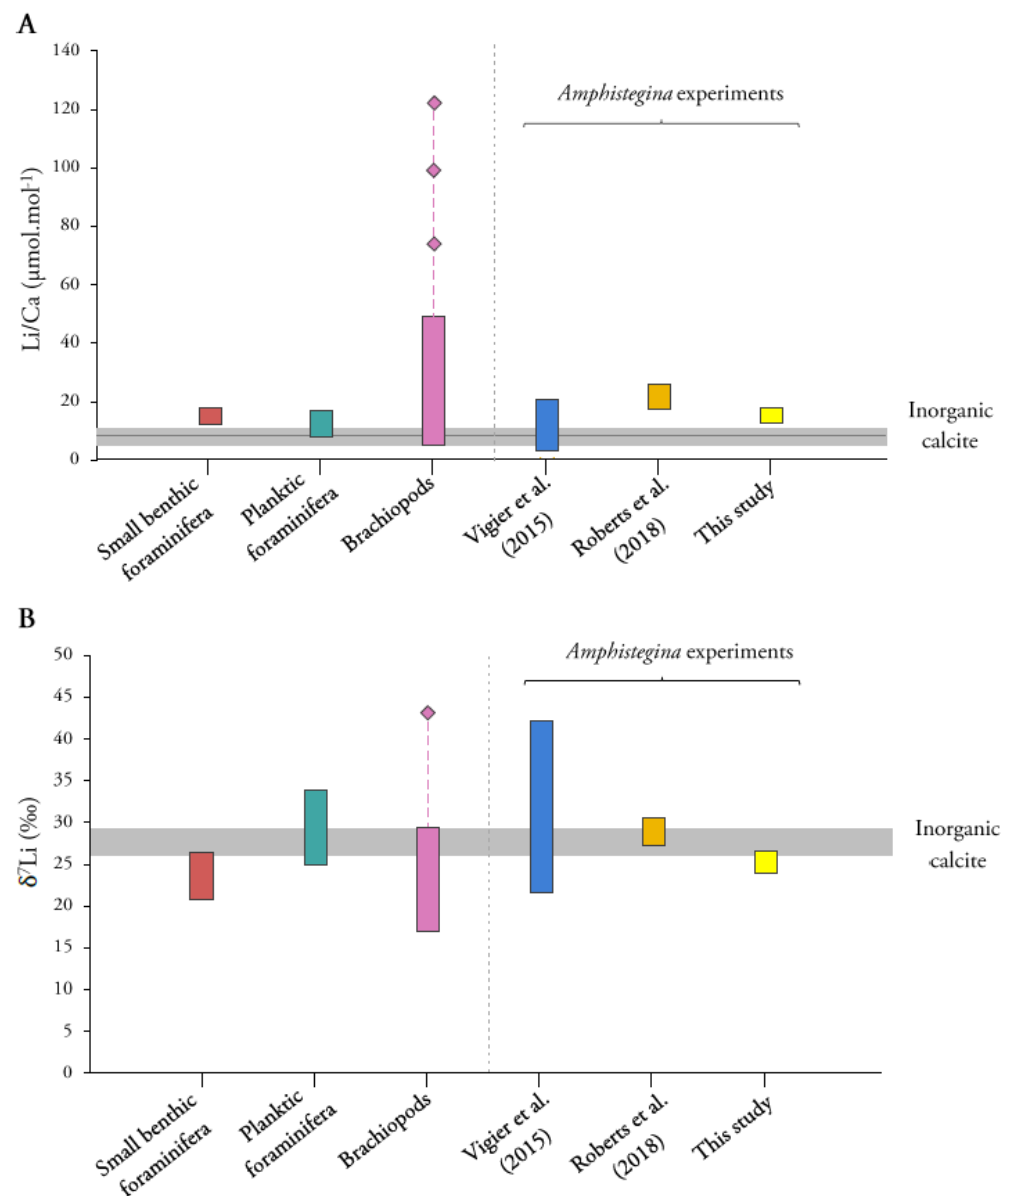 A
140
120
100
80
60
40
20
0
Li/Ca (μmol.mol-1)
Amphistegina experiments
Inorganic
calcite
Small benthic
foraminifera
Planktic
foraminifera
Brachiopods
Vigier et al.
(2015)
Roberts et al.
(2018)
This study
B
50
45
40
35
30
25
20
15
10
5
0
δ7Li (‰)
Amphistegina experiments
Inorganic
calcite
Small benthic
foraminifera
Planktic
foraminifera
Brachiopods
Vigier et al.
(2015)
Roberts et al.
(2018)
This study